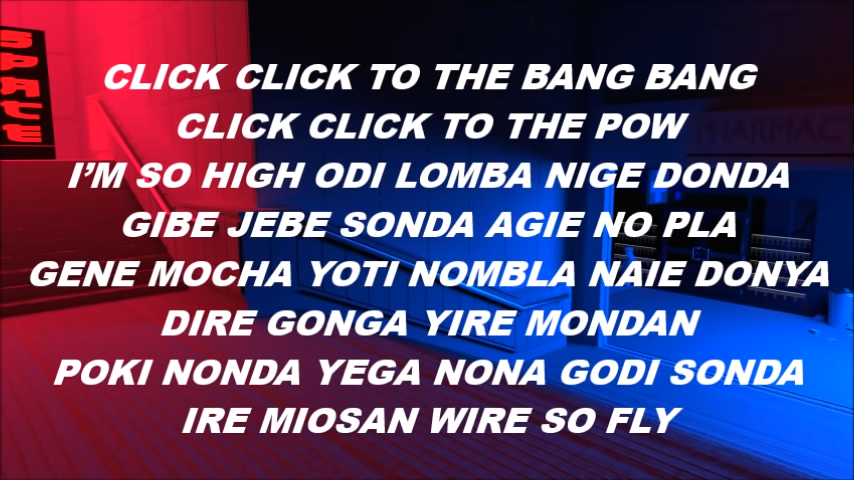 SPACE
CLICK CLICK TO THE BANG BANG
CLICK CLICK TO THE POW
PHARMACY
I'M SO HIGH ODI LOMBA NIGE DONDA
GIBE JEBE SONDA AGIE NO PLA
GENE MOCHA YOTI NOMBLA NAIE DONYA
DIRE GONGA YIRE MONDAN
POKI NONDA YEGA NONA GODI SONDA
IRE MIOSAN WIRE SO FLY